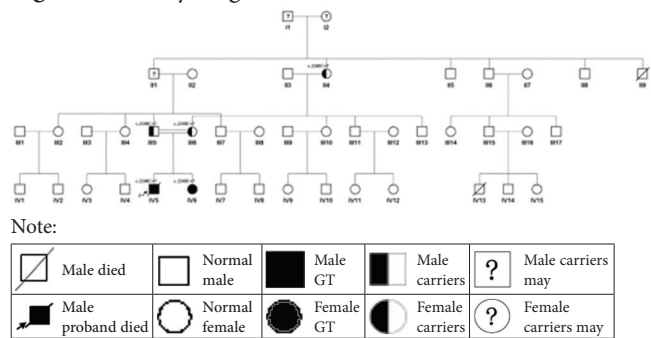 I1 I2
II1 II2 II3 II4 II5 II6 II7 II8 II9
III1 III2 III3 III4 III5 III6 III7 III8 III9 III10 III11 III12 III13 III14 III15 III16 III17
IV1 IV2 IV3 IV4 IV5 IV6 IV7 IV8 IV9 IV10 IV11 IV12 IV13 IV14 IV15
Note:
Male died Normal male Male GT Male carriers ? Male carriers may
Male proband died Normal female Female GT Female carriers ? Female carriers may